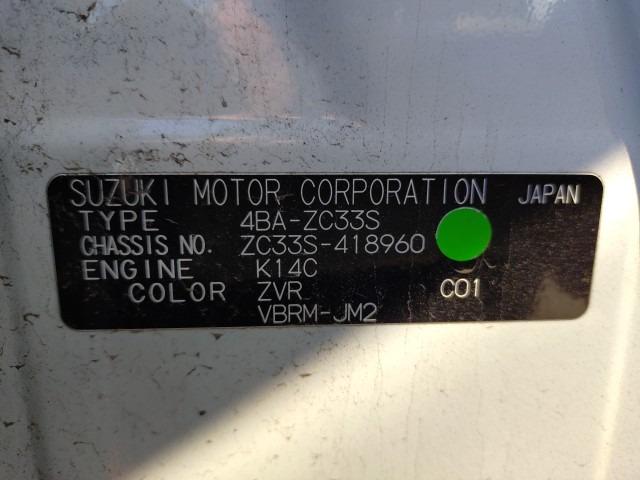 SUZUKI MOTOR CORPORATION JAPAN
TYPE 4BA-ZC33S
CHASSIS NO. ZC33S-418960
ENGINE K14C
COLOR ZVR C01
VBRM-JM2